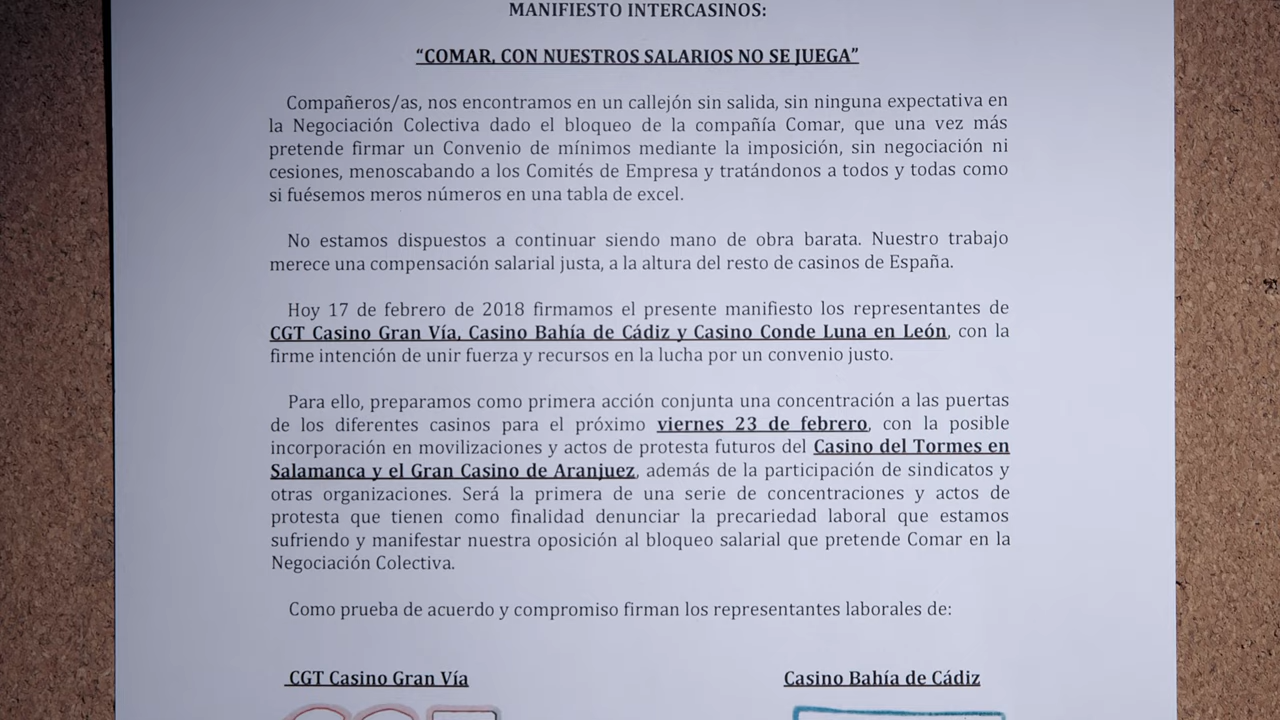 MANIFIESTO INTERCASINOS:
“COMAR, CON NUESTROS SALARIOS NO SE JUEGA”
Compañeros/as, nos encontramos en un callejón sin salida, sin ninguna expectativa en
la Negociación Colectiva dado el bloqueo de la compañía Comar, que una vez más
pretende firmar un Convenio de mínimos mediante la imposición, sin negociación ni
cesiones, menoscabando a los Comités de Empresa y tratándonos a todos y todas como
si fuésemos meros números en una tabla de excel.
No estamos dispuestos a continuar siendo mano de obra barata. Nuestro trabajo
merece una compensación salarial justa, a la altura del resto de casinos de España.
Hoy 17 de febrero de 2018 firmamos el presente manifiesto los representantes de
CGT Casino Gran Vía, Casino Bahía de Cádiz y Casino Conde Luna en León, con la
firme intención de unir fuerza y recursos en la lucha por un convenio justo.
Para ello, preparamos como primera acción conjunta una concentración a las puertas
de los diferentes casinos para el próximo viernes 23 de febrero, con la posible
incorporación en movilizaciones y actos de protesta futuros del Casino del Tormes en
Salamanca y el Gran Casino de Aranjuez, además de la participación de sindicatos y
otras organizaciones. Será la primera de una serie de concentraciones y actos de
protesta que tienen como finalidad denunciar la precariedad laboral que estamos
sufriendo y manifestar nuestra oposición al bloqueo salarial que pretende Comar en la
Negociación Colectiva.
Como prueba de acuerdo y compromiso firman los representantes laborales de:
CGT Casino Gran Vía
Casino Bahía de Cádiz